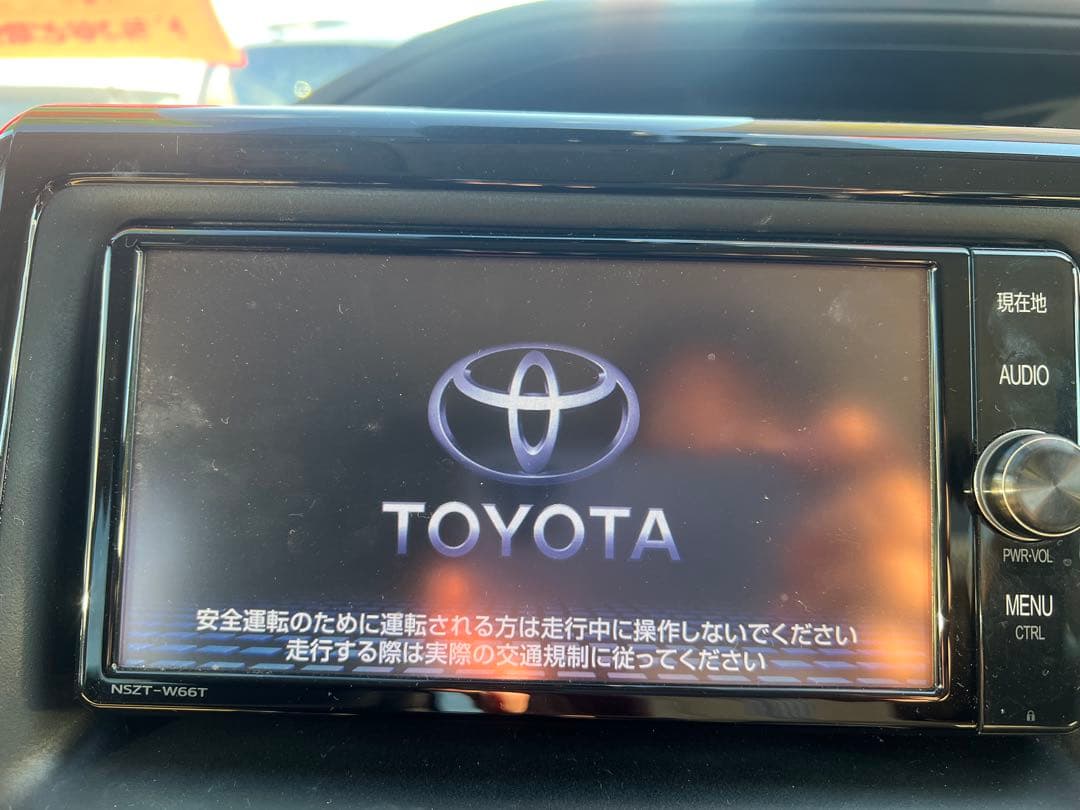 現在地
AUDIO
TOYOTA
PWR・VOL
安全運転のために運転される方は走行中に操作しないでください
走行する際は実際の交通規制に従ってください
MENU
CTRL
NSZT-W66T